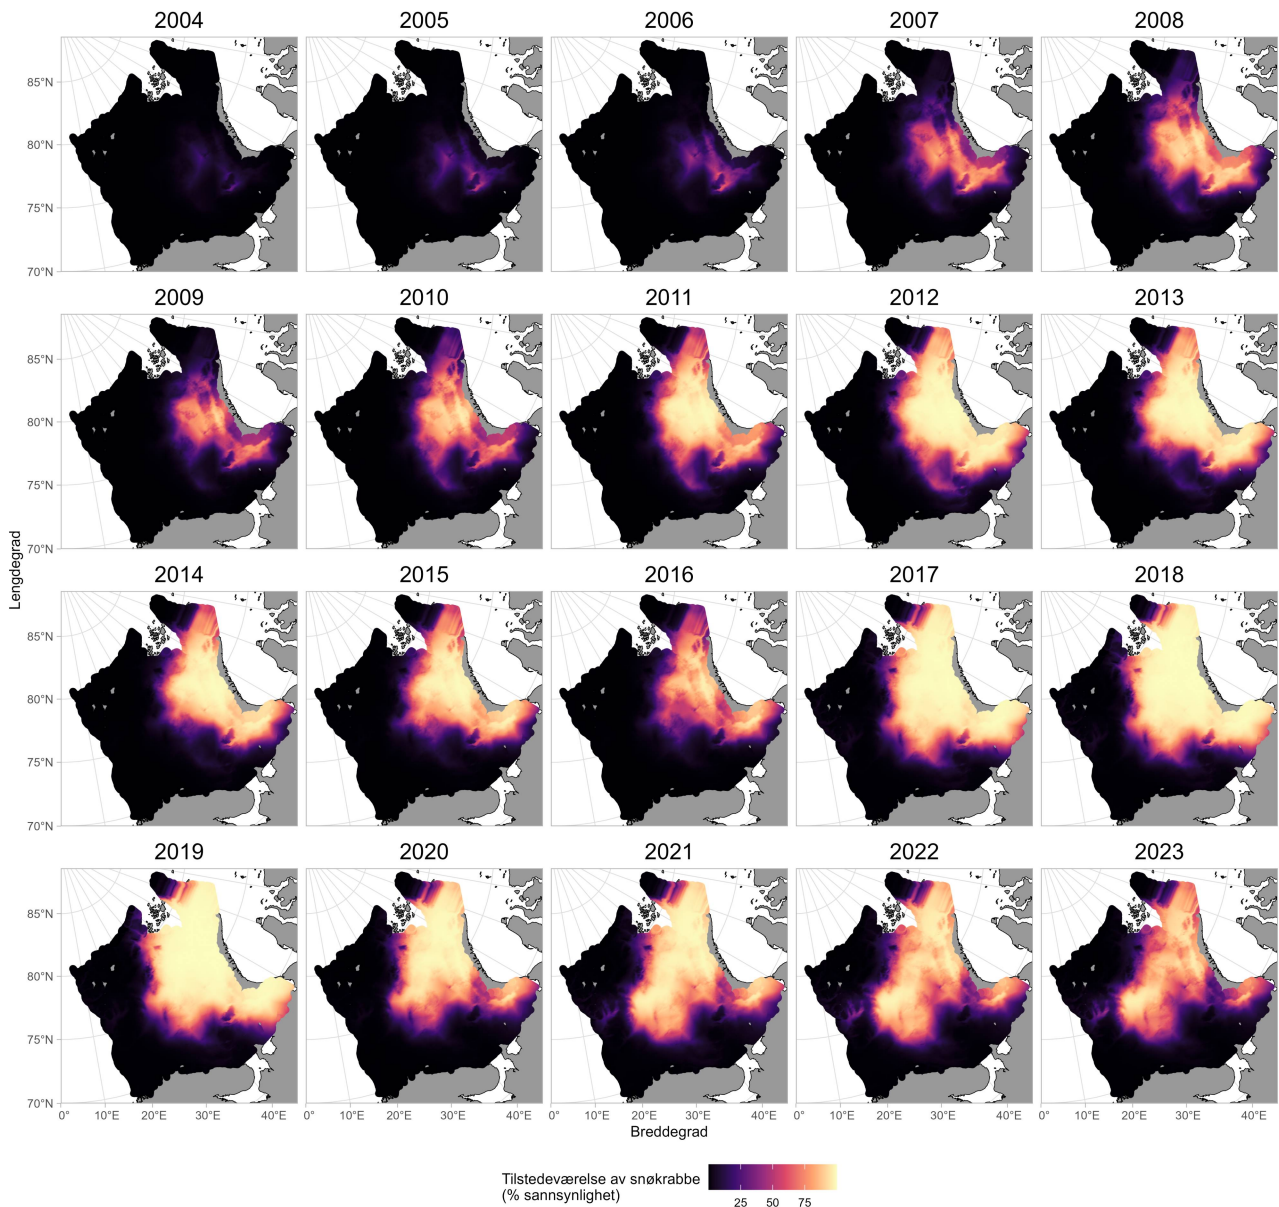 2004 2005 2006 2007 2008
85°N
80°N
75°N
70°N
2009 2010 2011 2012 2013
85°N
80°N
75°N
70°N
Lengdegrad
2014 2015 2016 2017 2018
85°N
80°N
75°N
70°N
2019 2020 2021 2022 2023
85°N
80°N
75°N
70°N
0° 10°E 20°E 30°E 40°E 0° 10°E 20°E 30°E 40°E 0° 10°E 20°E 30°E 40°E 0° 10°E 20°E 30°E 40°E 0° 10°E 20°E 30°E 40°E
Breddegrad
Tilstedeværelse av snøkrabbe
(% sannsynlighet)
25 50 75